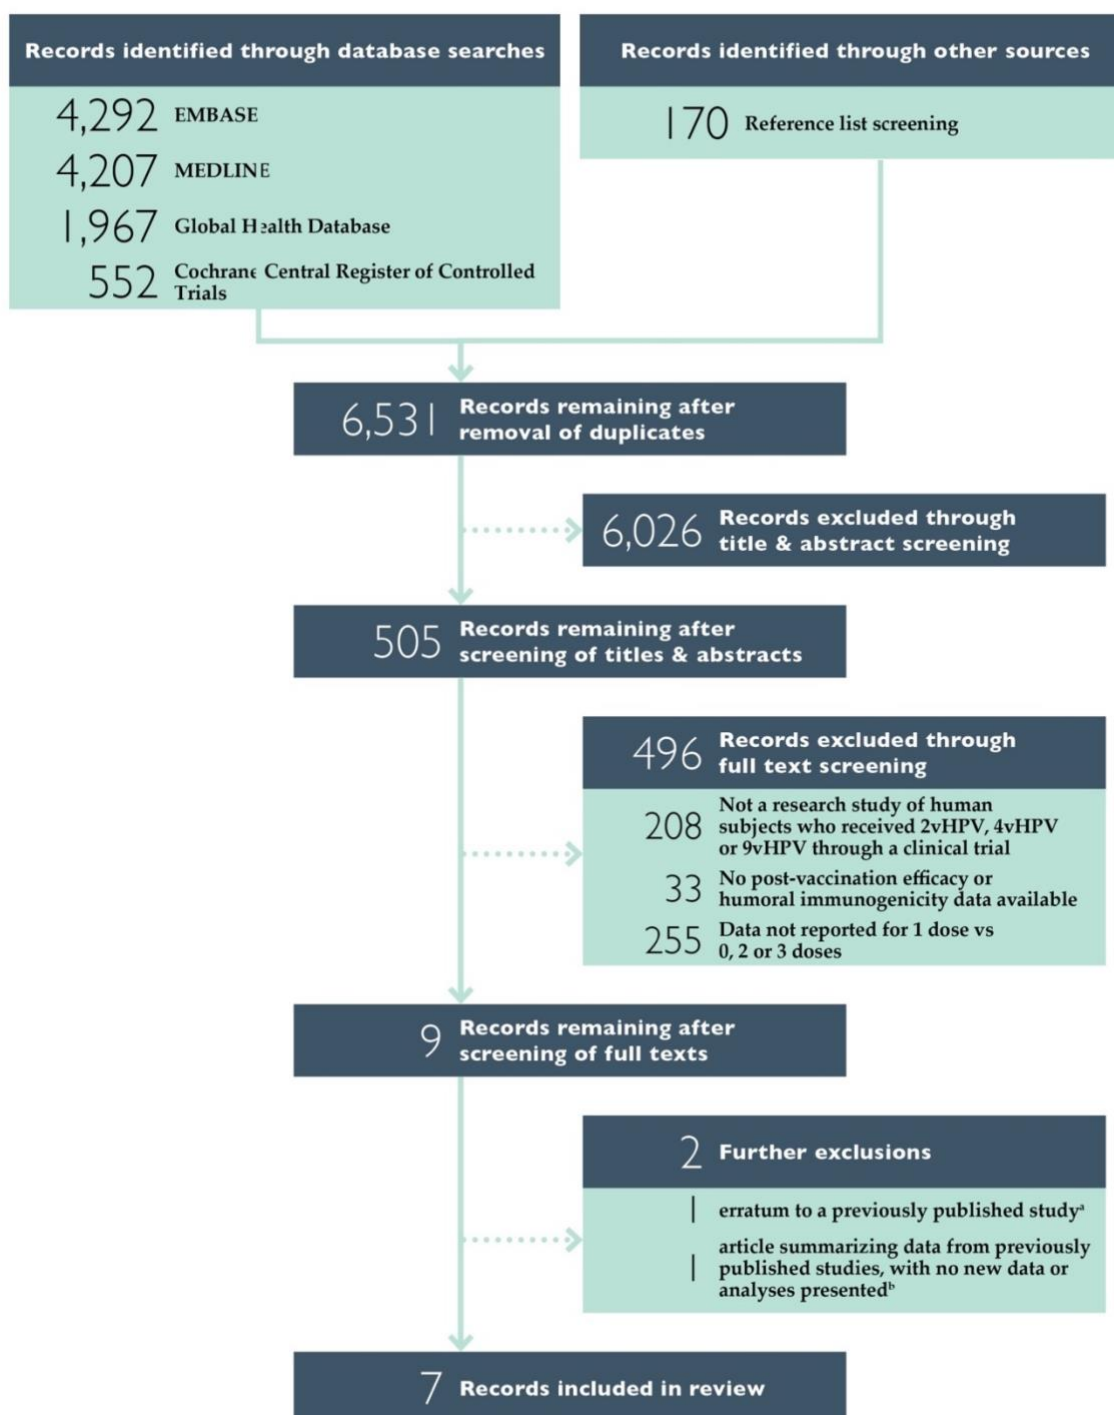 Records identified through database searches
4,292 EMBASE
4,207 MEDLINE
1,967 Global Health Database
552 Cochrane Central Register of Controlled
Trials
Records identified through other sources
170 Reference list screening
6,531 Records remaining after
removal of duplicates
6,026 Records excluded through
title & abstract screening
505 Records remaining after
screening of titles & abstracts
496 Records excluded through
full text screening
208 Not a research study of human
subjects who received 2vHPV, 4vHPV
or 9vHPV through a clinical trial
33 No post-vaccination efficacy or
humoral immunogenicity data available
255 Data not reported for 1 dose vs
0, 2 or 3 doses
9 Records remaining after
screening of full texts
2 Further exclusions
1 erratum to a previously published studyᵃ
1 article summarizing data from previously
published studies, with no new data or
analyses presentedᵇ
7 Records included in review